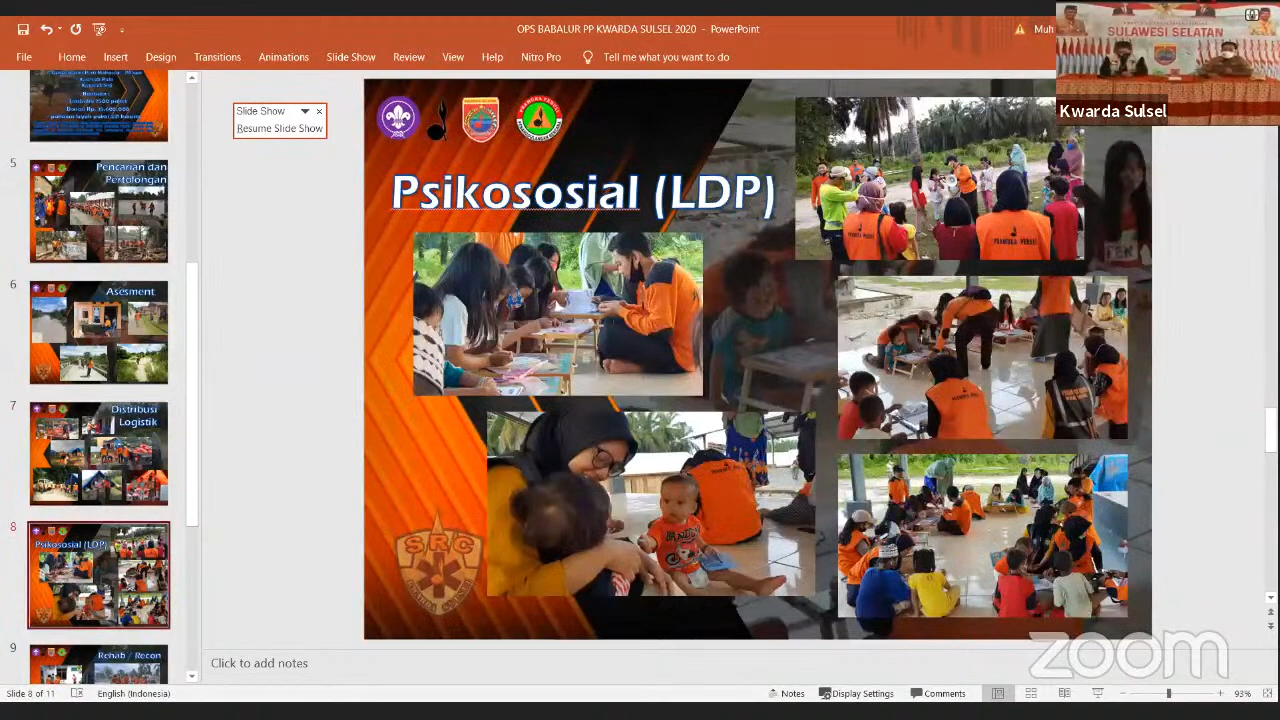 OPS BABALUR PP KWARDA SULSEL 2020 - PowerPoint
Muh
File Home Insert Design Transitions Animations Slide Show Review View Help Nitro Pro Tell me what you want to do
SULAWESI SELATAN
Kwarda Sulsel
Slide Show
Resume Slide Show
5
Pencarian dan
Pertolongan
6
Asesment
7
Distribusi
Logistik
8
Psikososial (LDP)
9
Rehab / Recon
Psikososial (LDP)
SRC
Click to add notes
zoom
Slide 8 of 11 English (Indonesia) Notes Display Settings Comments 93%